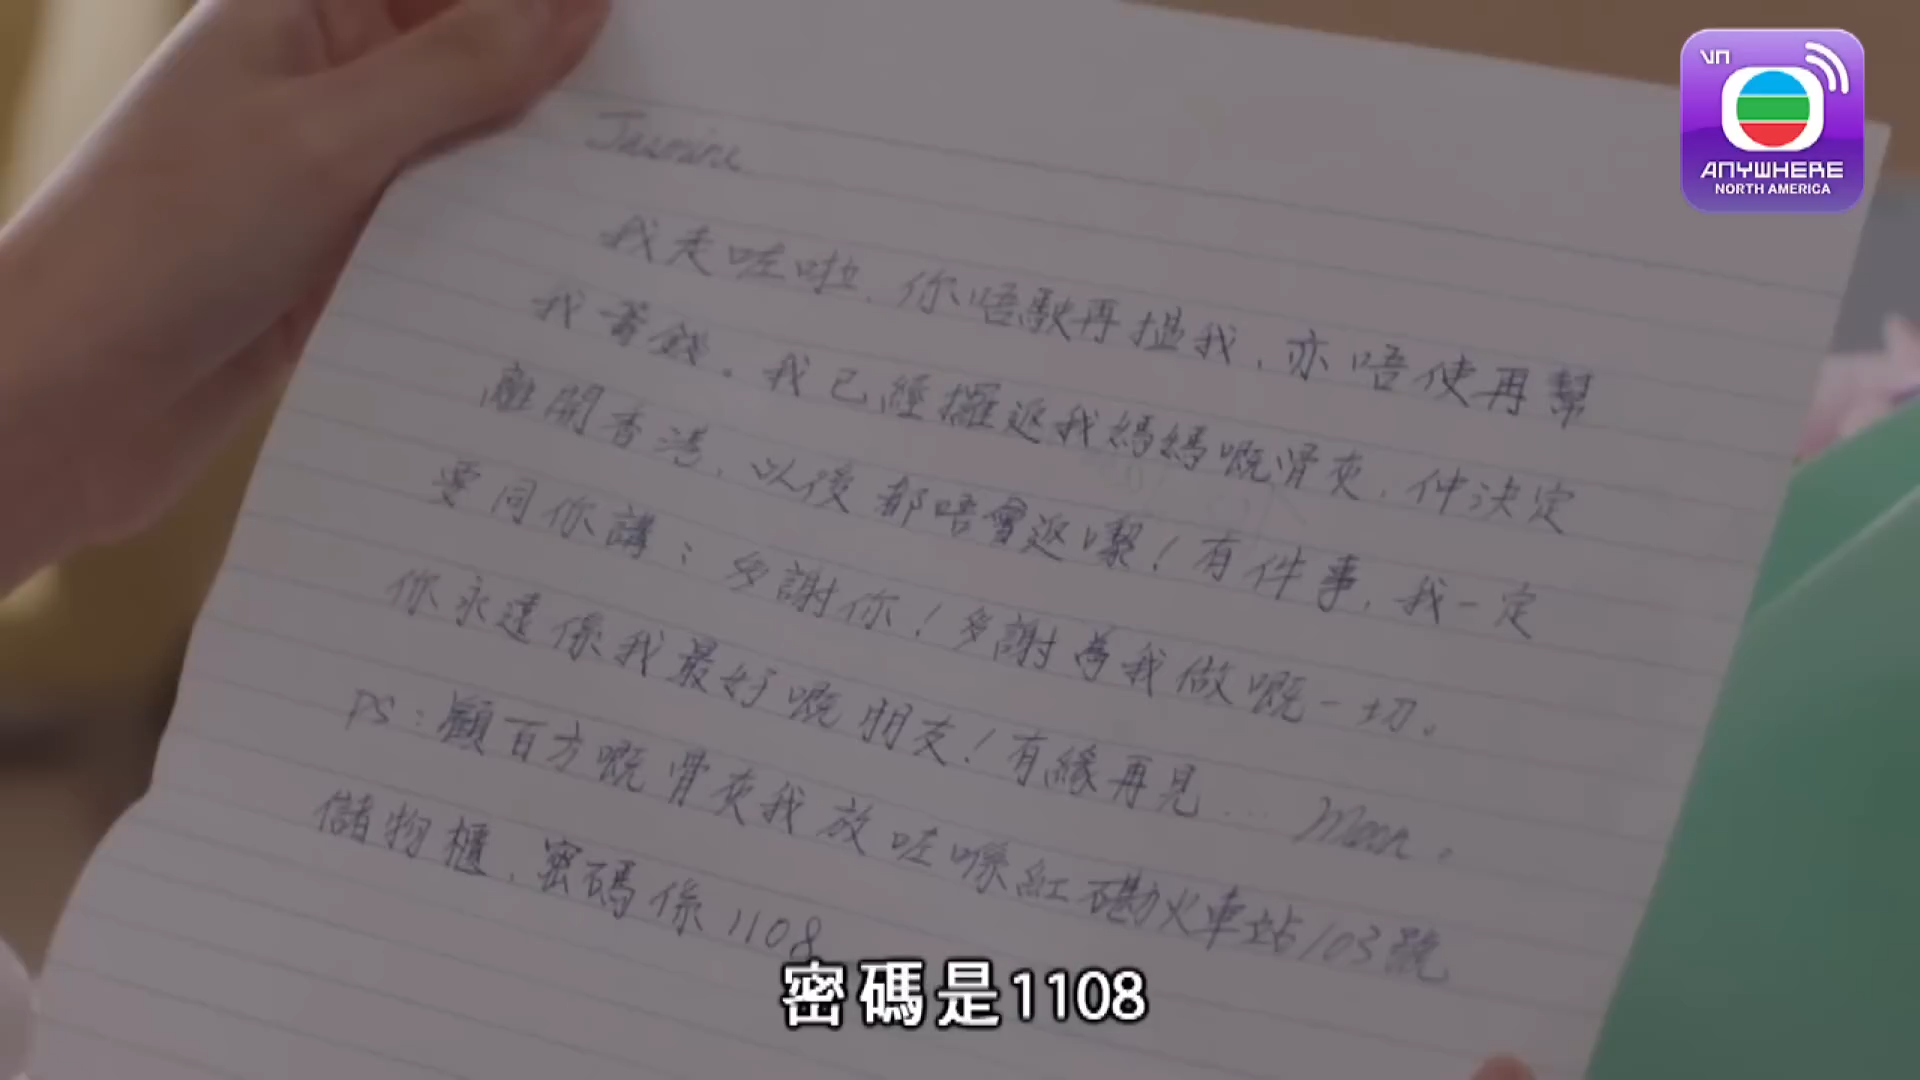 VN
ANYWHERE
NORTH AMERICA
Jasmine
我走咗啦，你唔駛再搵我，亦唔使再幫
我籌錢。我已經攞返我媽媽嘅骨灰，仲決定
離開香港，以後都唔會返嚟！有件事，我一定
要同你講：多謝你！多謝為我做嘅一切。
你永遠係我最好嘅朋友！有緣再見... Moon.
PS：顧百方嘅骨灰我放咗喺紅磡火車站103號
儲物櫃，密碼係1108
密碼是1108